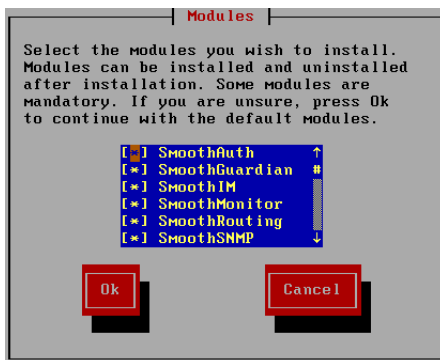 Modules
Select the modules you wish to install.
Modules can be installed and uninstalled
after installation. Some modules are
mandatory. If you are unsure, press Ok
to continue with the default modules.
[*] SmoothAuth ↑
[*] SmoothGuardian #
[*] SmoothIM
[*] SmoothMonitor
[*] SmoothRouting
[*] SmoothSNMP ↓
Ok Cancel